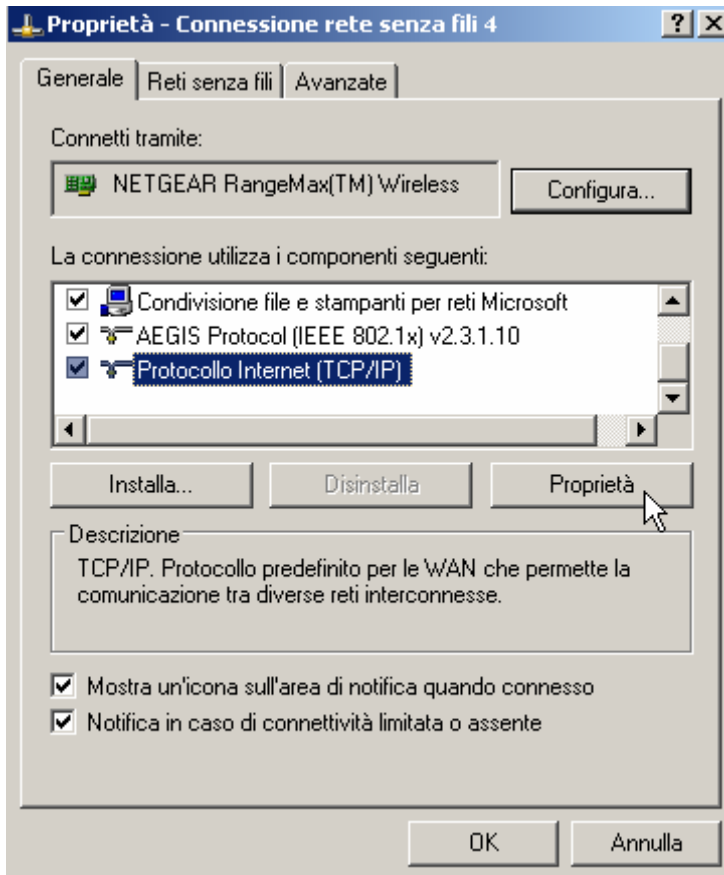 Proprietà - Connessione rete senza fili 4
Generale Reti senza fili Avanzate
Connetti tramite:
NETGEAR RangeMax(TM) Wireless Configura...
La connessione utilizza i componenti seguenti:
Condivisione file e stampanti per reti Microsoft
AEGIS Protocol (IEEE 802.1x) v2.3.1.10
Protocollo Internet (TCP/IP)
Installa... Disinstalla Proprietà
Descrizione
TCP/IP. Protocollo predefinito per le WAN che permette la
comunicazione tra diverse reti interconnesse.
Mostra un'icona sull'area di notifica quando connesso
Notifica in caso di connettività limitata o assente
OK Annulla